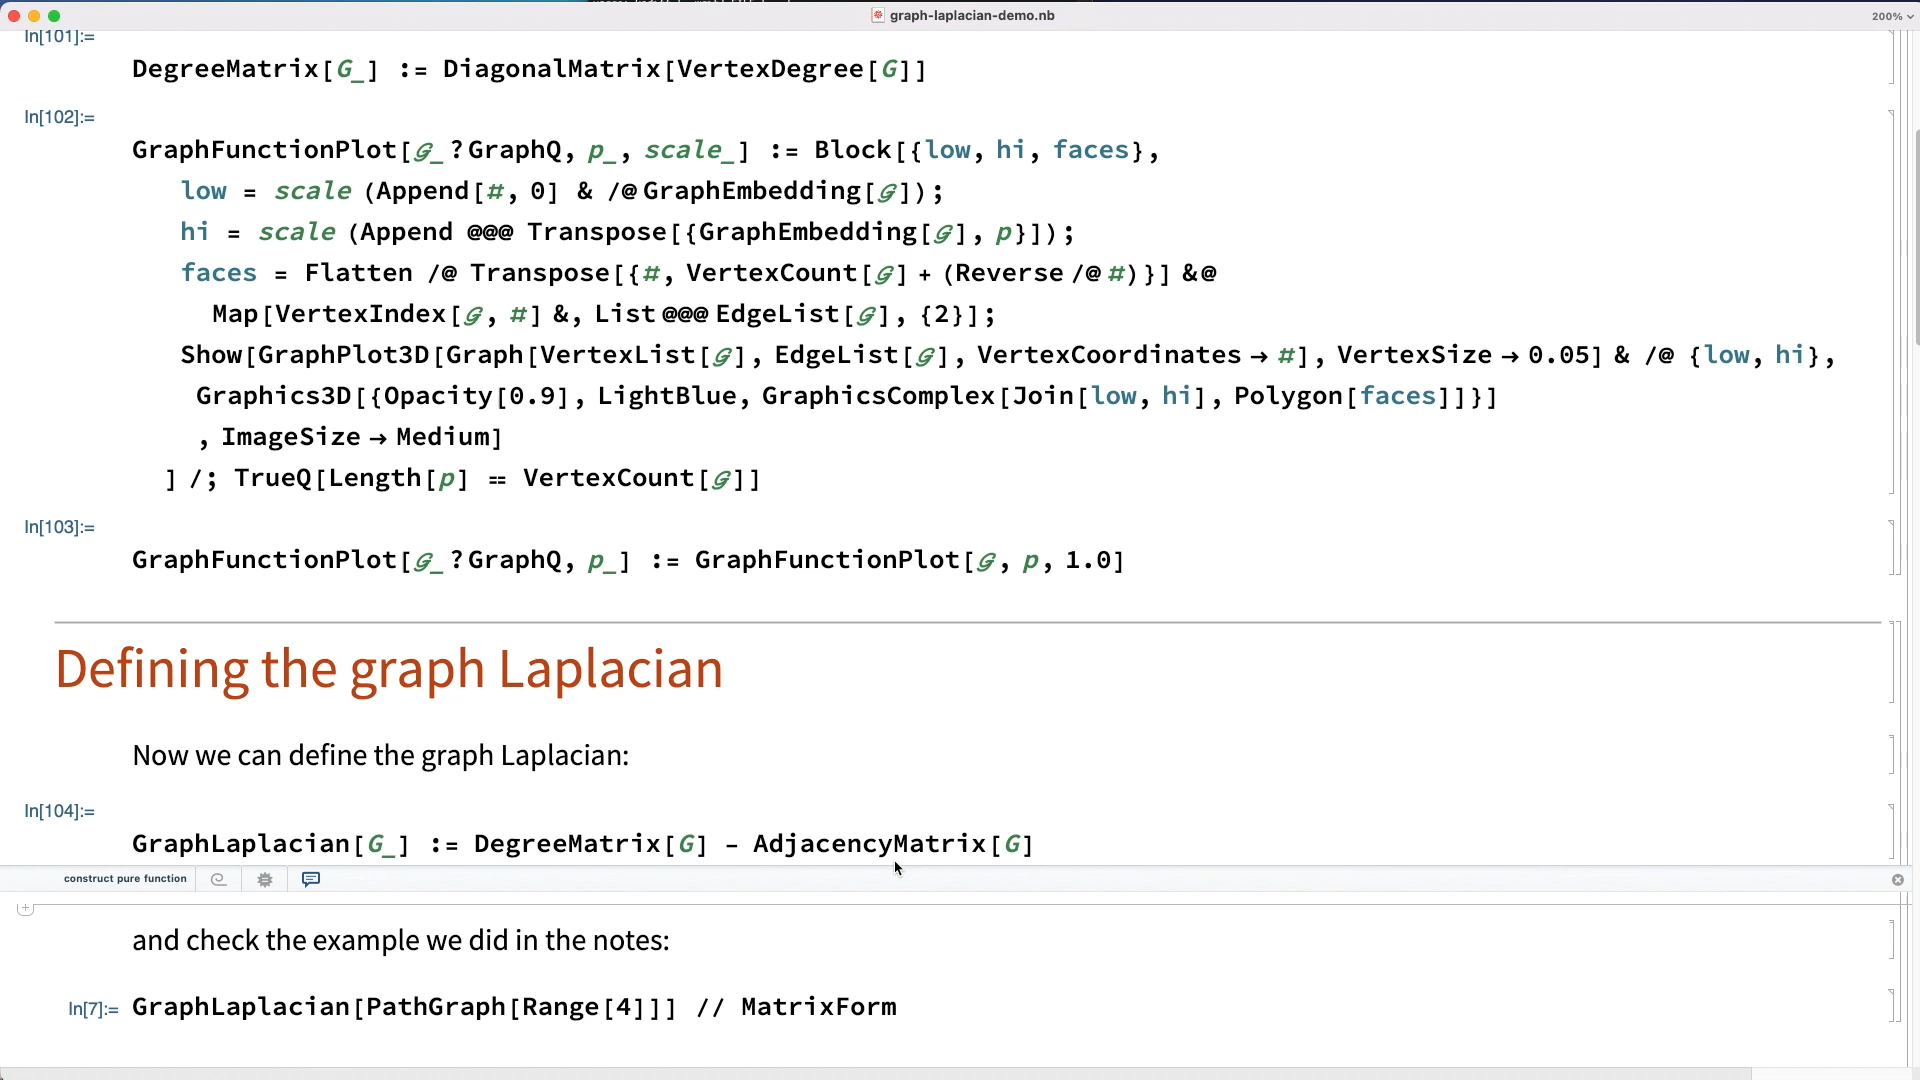 graph-laplacian-demo.nb
200%
In[101]:=
DegreeMatrix[G_] := DiagonalMatrix[VertexDegree[G]]
In[102]:=
GraphFunctionPlot[ℊ_?GraphQ, p_, scale_] := Block[{low, hi, faces},
low = scale (Append[#, 0] & /@ GraphEmbedding[ℊ]);
hi = scale (Append @@@ Transpose[{GraphEmbedding[ℊ], p}]);
faces = Flatten /@ Transpose[{#, VertexCount[ℊ] + (Reverse /@ #)}] &@
Map[VertexIndex[ℊ, #] &, List @@@ EdgeList[ℊ], {2}];
Show[GraphPlot3D[Graph[VertexList[ℊ], EdgeList[ℊ], VertexCoordinates → #], VertexSize → 0.05] & /@ {low, hi},
Graphics3D[{Opacity[0.9], LightBlue, GraphicsComplex[Join[low, hi], Polygon[faces]]}]
, ImageSize → Medium]
] /; TrueQ[Length[p] == VertexCount[ℊ]]
In[103]:=
GraphFunctionPlot[ℊ_?GraphQ, p_] := GraphFunctionPlot[ℊ, p, 1.0]
Defining the graph Laplacian
Now we can define the graph Laplacian:
In[104]:=
GraphLaplacian[G_] := DegreeMatrix[G] - AdjacencyMatrix[G]
construct pure function
and check the example we did in the notes:
In[7]:= GraphLaplacian[PathGraph[Range[4]]] // MatrixForm